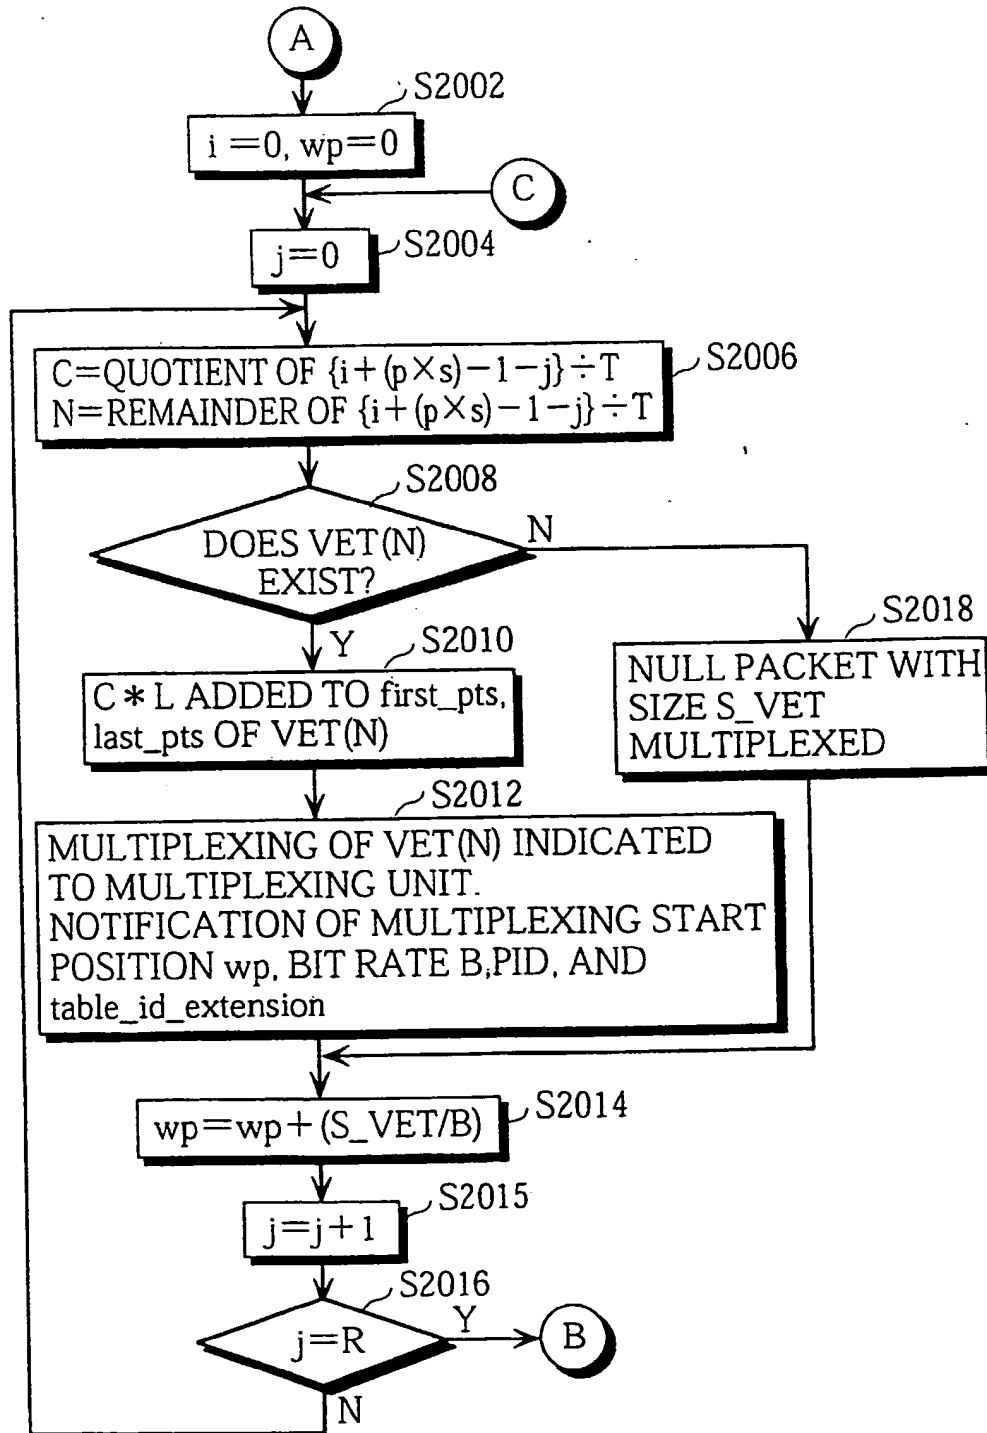 A
S2002
i=0, wp=0
C
S2004
j=0
S2006
C=QUOTIENT OF {i+(p×s)−1−j}÷T
N=REMAINDER OF {i+(p×s)−1−j}÷T
S2008
DOES VET(N)
EXIST?
N
Y
S2010
C*L ADDED TO first_pts,
last_pts OF VET(N)
S2018
NULL PACKET WITH
SIZE S_VET
MULTIPLEXED
S2012
MULTIPLEXING OF VET(N) INDICATED
TO MULTIPLEXING UNIT.
NOTIFICATION OF MULTIPLEXING START
POSITION wp, BIT RATE B,PID, AND
table_id_extension
S2014
wp=wp+(S_VET/B)
S2015
j=j+1
S2016
j=R
Y
B
N